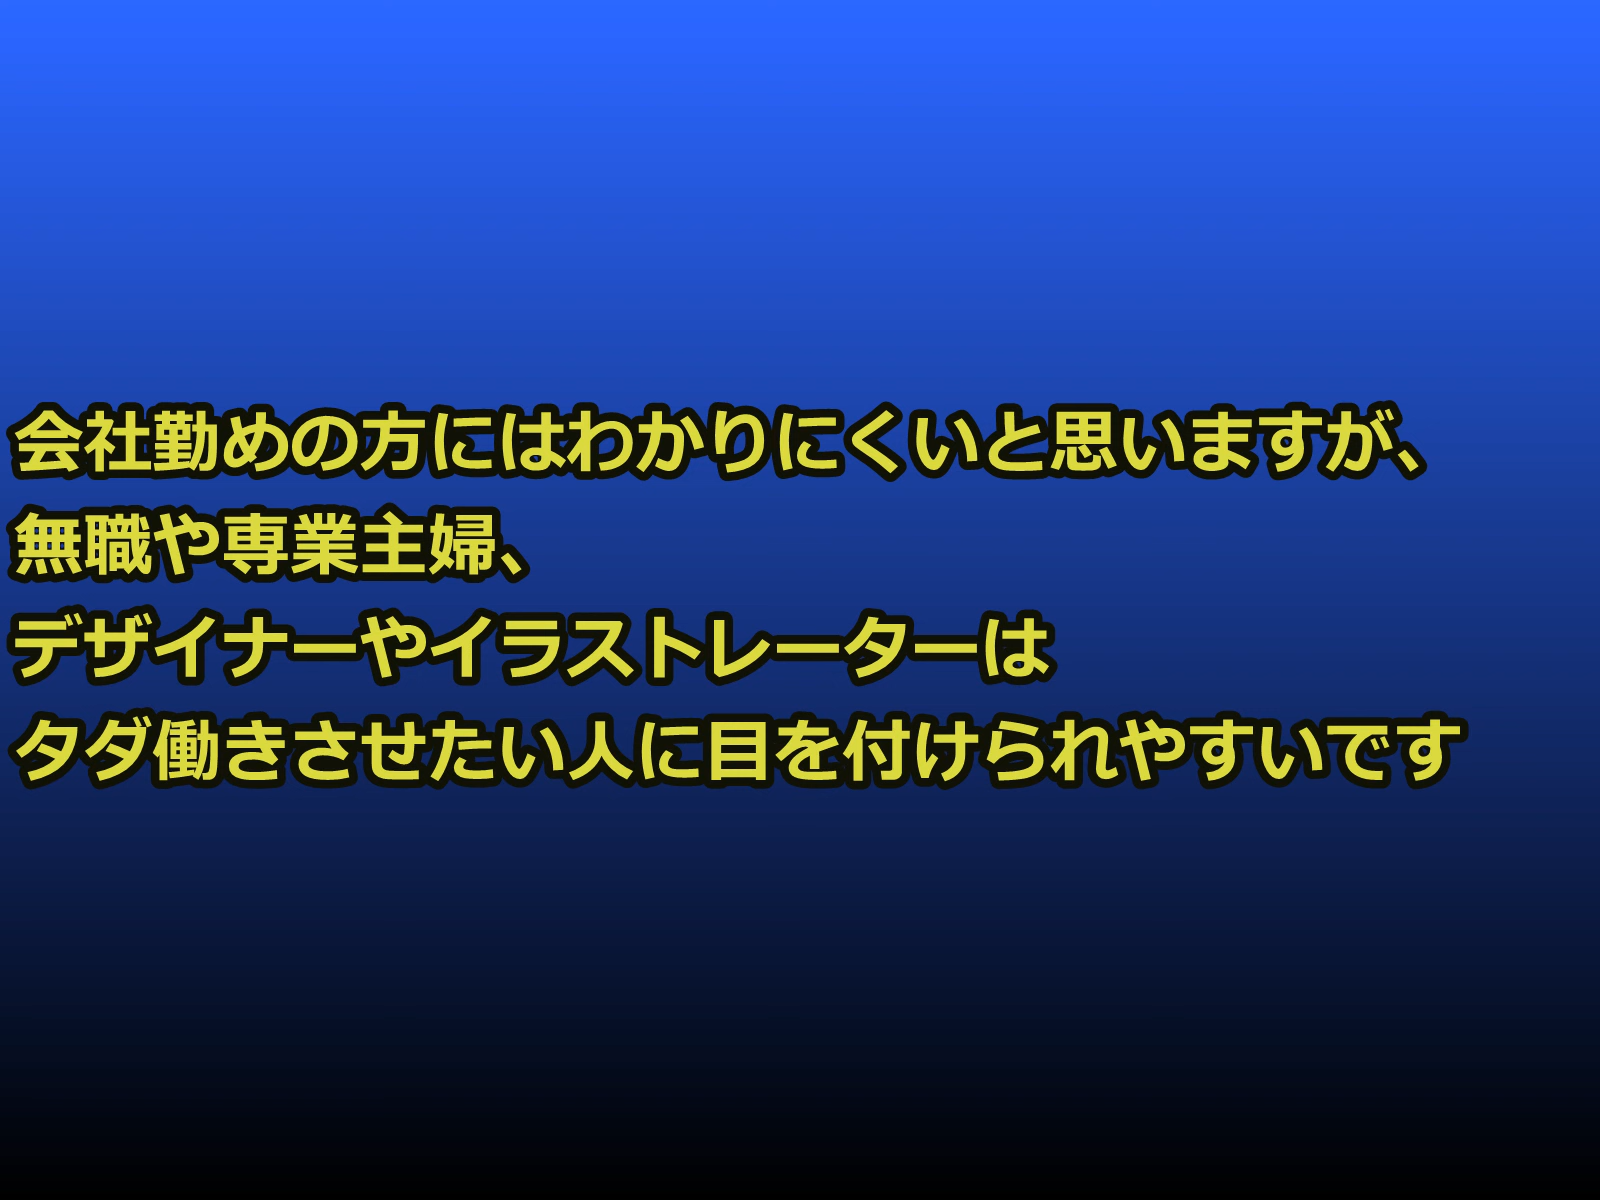 会社勤めの方にはわかりにくいと思いますが、
無職や専業主婦、
デザイナーやイラストレーターは
タダ働きさせたい人に目を付けられやすいです